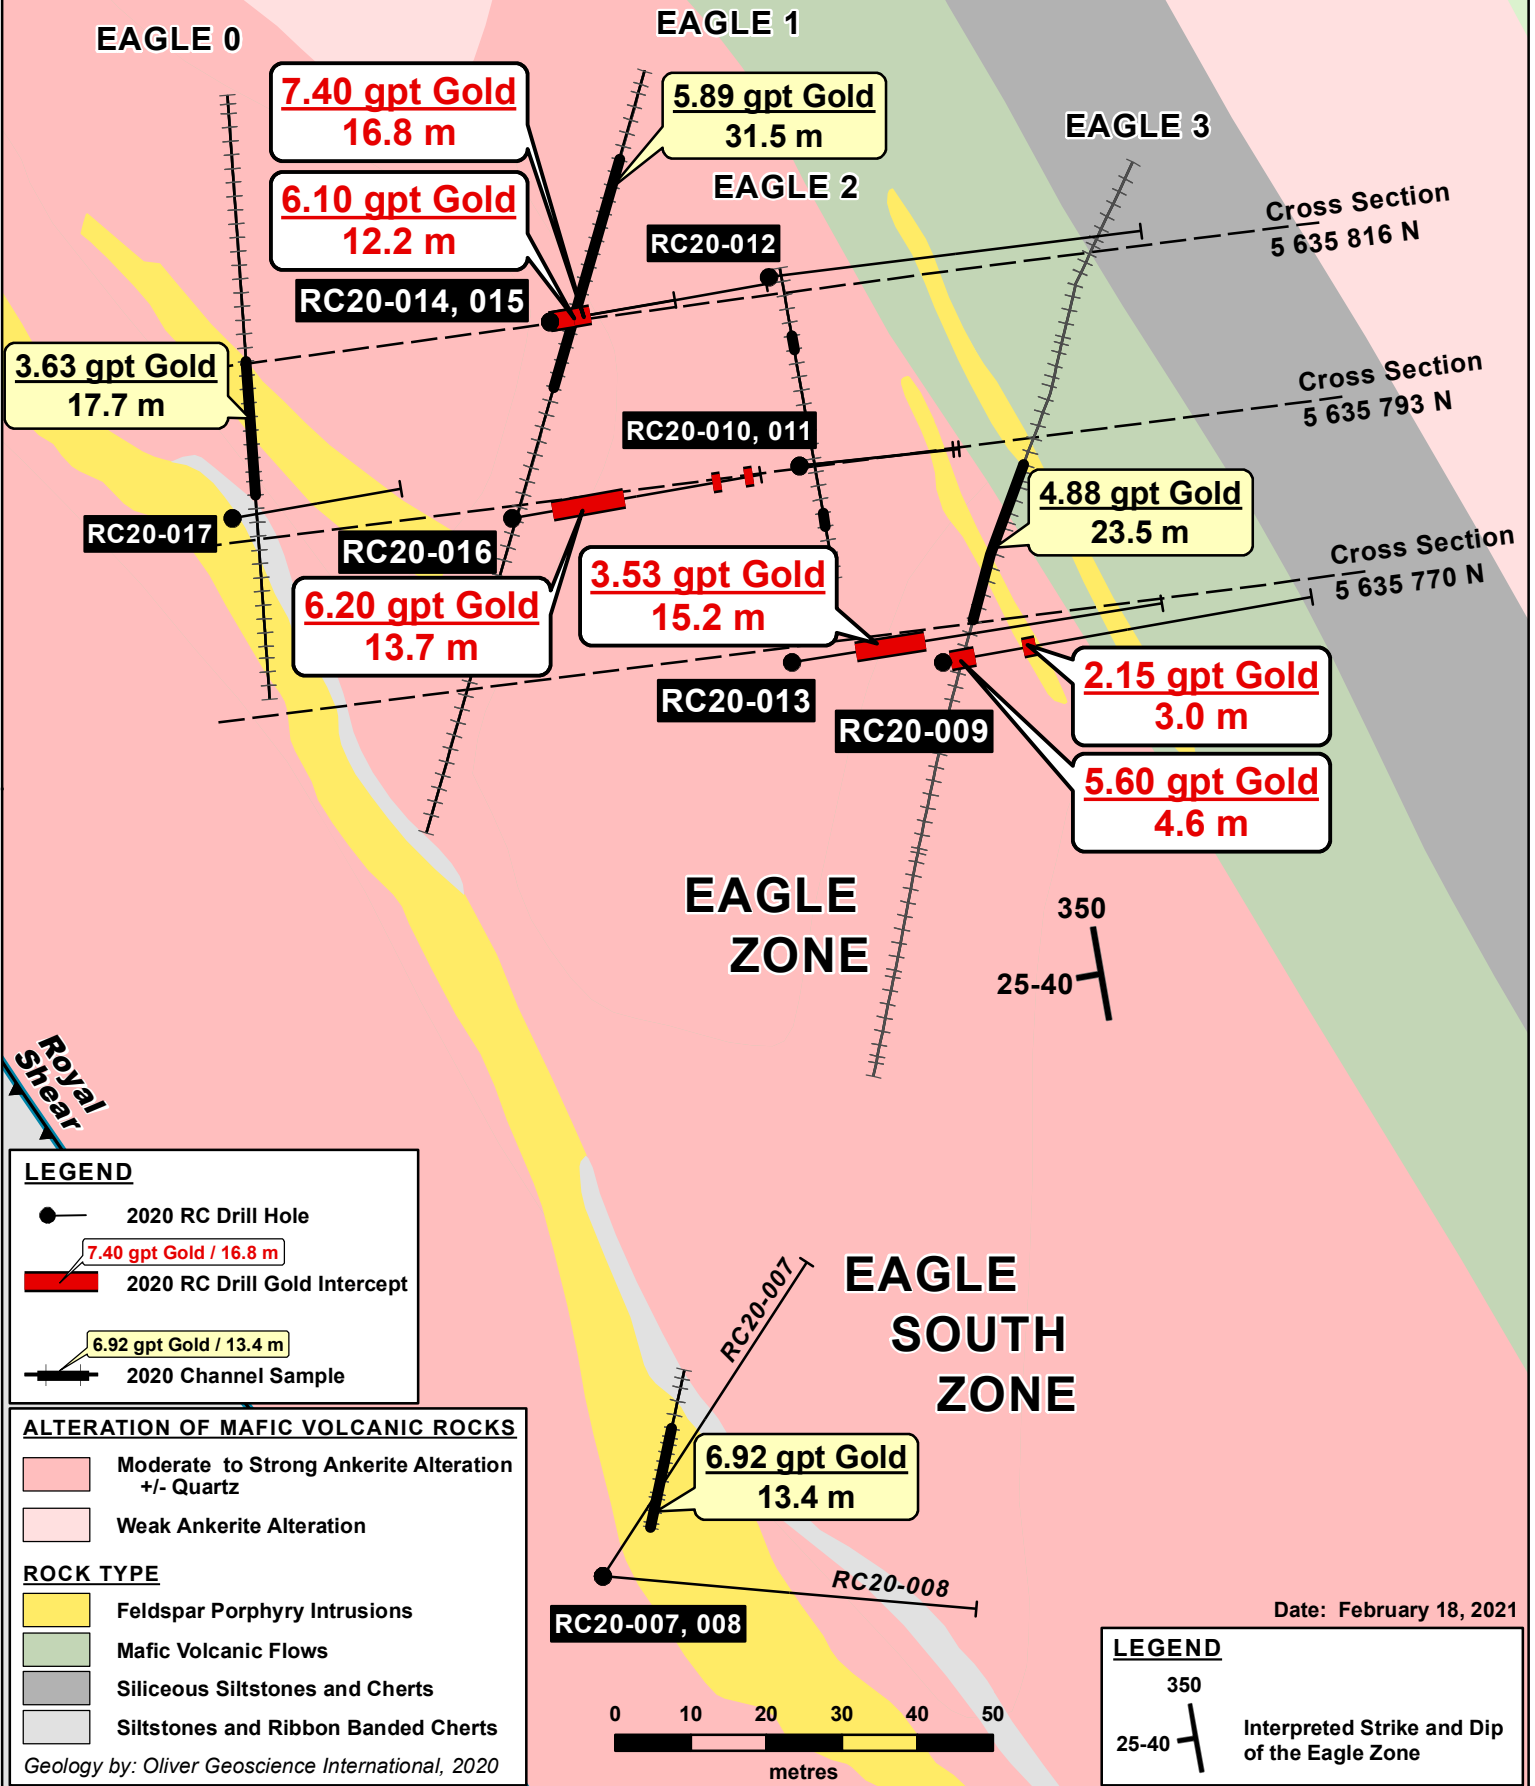 EAGLE 0
EAGLE 1
7.40 gpt Gold
16.8 m
5.89 gpt Gold
31.5 m
EAGLE 3
6.10 gpt Gold
12.2 m
EAGLE 2
Cross Section
5 635 816 N
RC20-012
RC20-014, 015
3.63 gpt Gold
17.7 m
Cross Section
5 635 793 N
RC20-010, 011
4.88 gpt Gold
23.5 m
RC20-017
RC20-016
Cross Section
5 635 770 N
3.53 gpt Gold
15.2 m
6.20 gpt Gold
13.7 m
RC20-013
RC20-009
2.15 gpt Gold
3.0 m
5.60 gpt Gold
4.6 m
EAGLE
ZONE
350
25-40
Royal
Shear
LEGEND
2020 RC Drill Hole
7.40 gpt Gold / 16.8 m
2020 RC Drill Gold Intercept
6.92 gpt Gold / 13.4 m
2020 Channel Sample
RC20-007
EAGLE
SOUTH
ZONE
6.92 gpt Gold
13.4 m
RC20-008
RC20-007, 008
ALTERATION OF MAFIC VOLCANIC ROCKS
Moderate to Strong Ankerite Alteration
+/- Quartz
Weak Ankerite Alteration
ROCK TYPE
Feldspar Porphyry Intrusions
Mafic Volcanic Flows
Siliceous Siltstones and Cherts
Siltstones and Ribbon Banded Cherts
Geology by: Oliver Geoscience International, 2020
0 10 20 30 40 50
metres
Date: February 18, 2021
LEGEND
350
25-40
Interpreted Strike and Dip
of the Eagle Zone